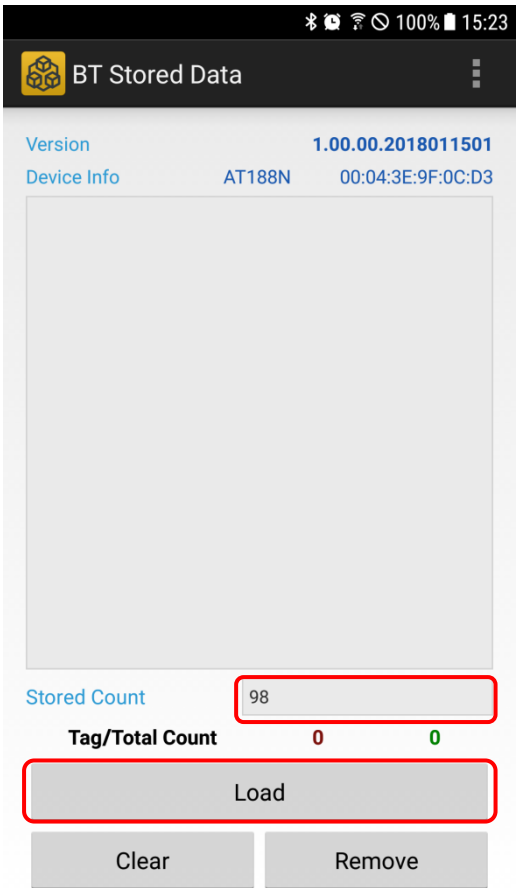 100% 15:23
BT Stored Data
Version 1.00.00.2018011501
Device Info AT188N 00:04:3E:9F:0C:D3
Stored Count 98
Tag/Total Count 0 0
Load
Clear Remove